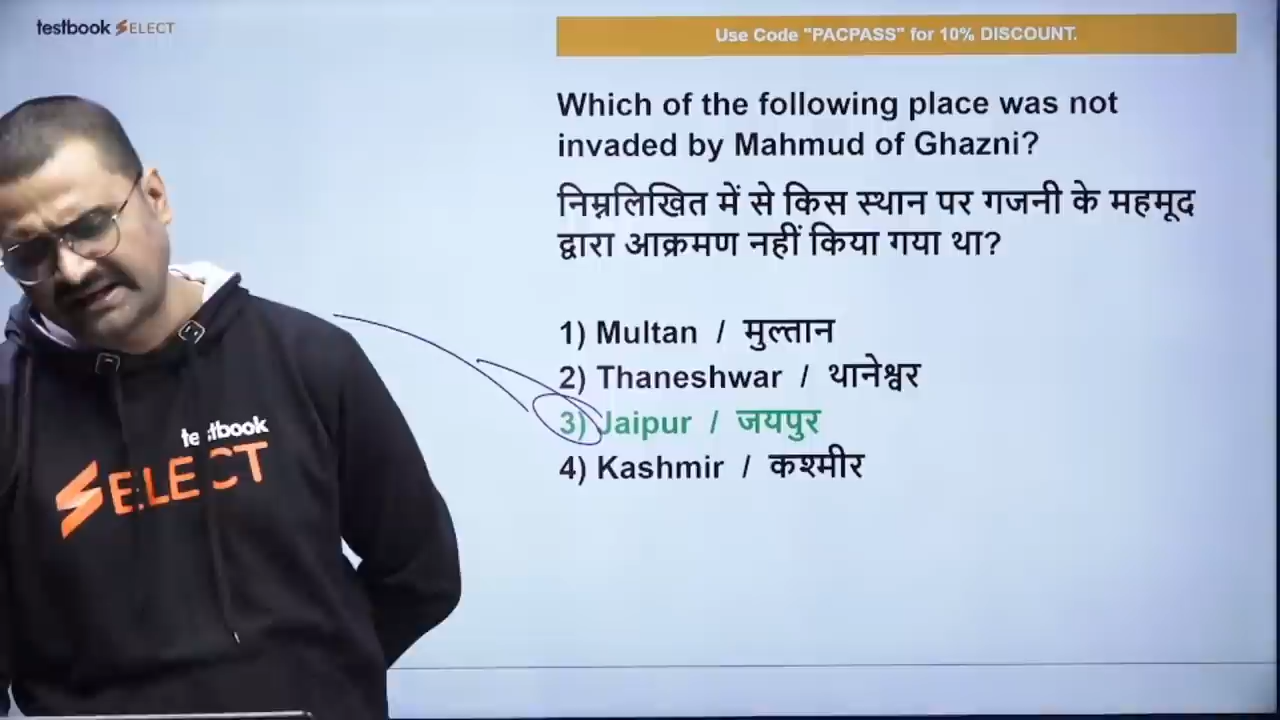 testbook SELECT
Use Code "PACPASS" for 10% DISCOUNT.
Which of the following place was not
invaded by Mahmud of Ghazni?
निम्नलिखित में से किस स्थान पर गजनी के महमूद
द्वारा आक्रमण नहीं किया गया था?
1) Multan / मुल्तान
2) Thaneshwar / थानेश्वर
3) Jaipur / जयपुर
4) Kashmir / कश्मीर
testbook
SELECT